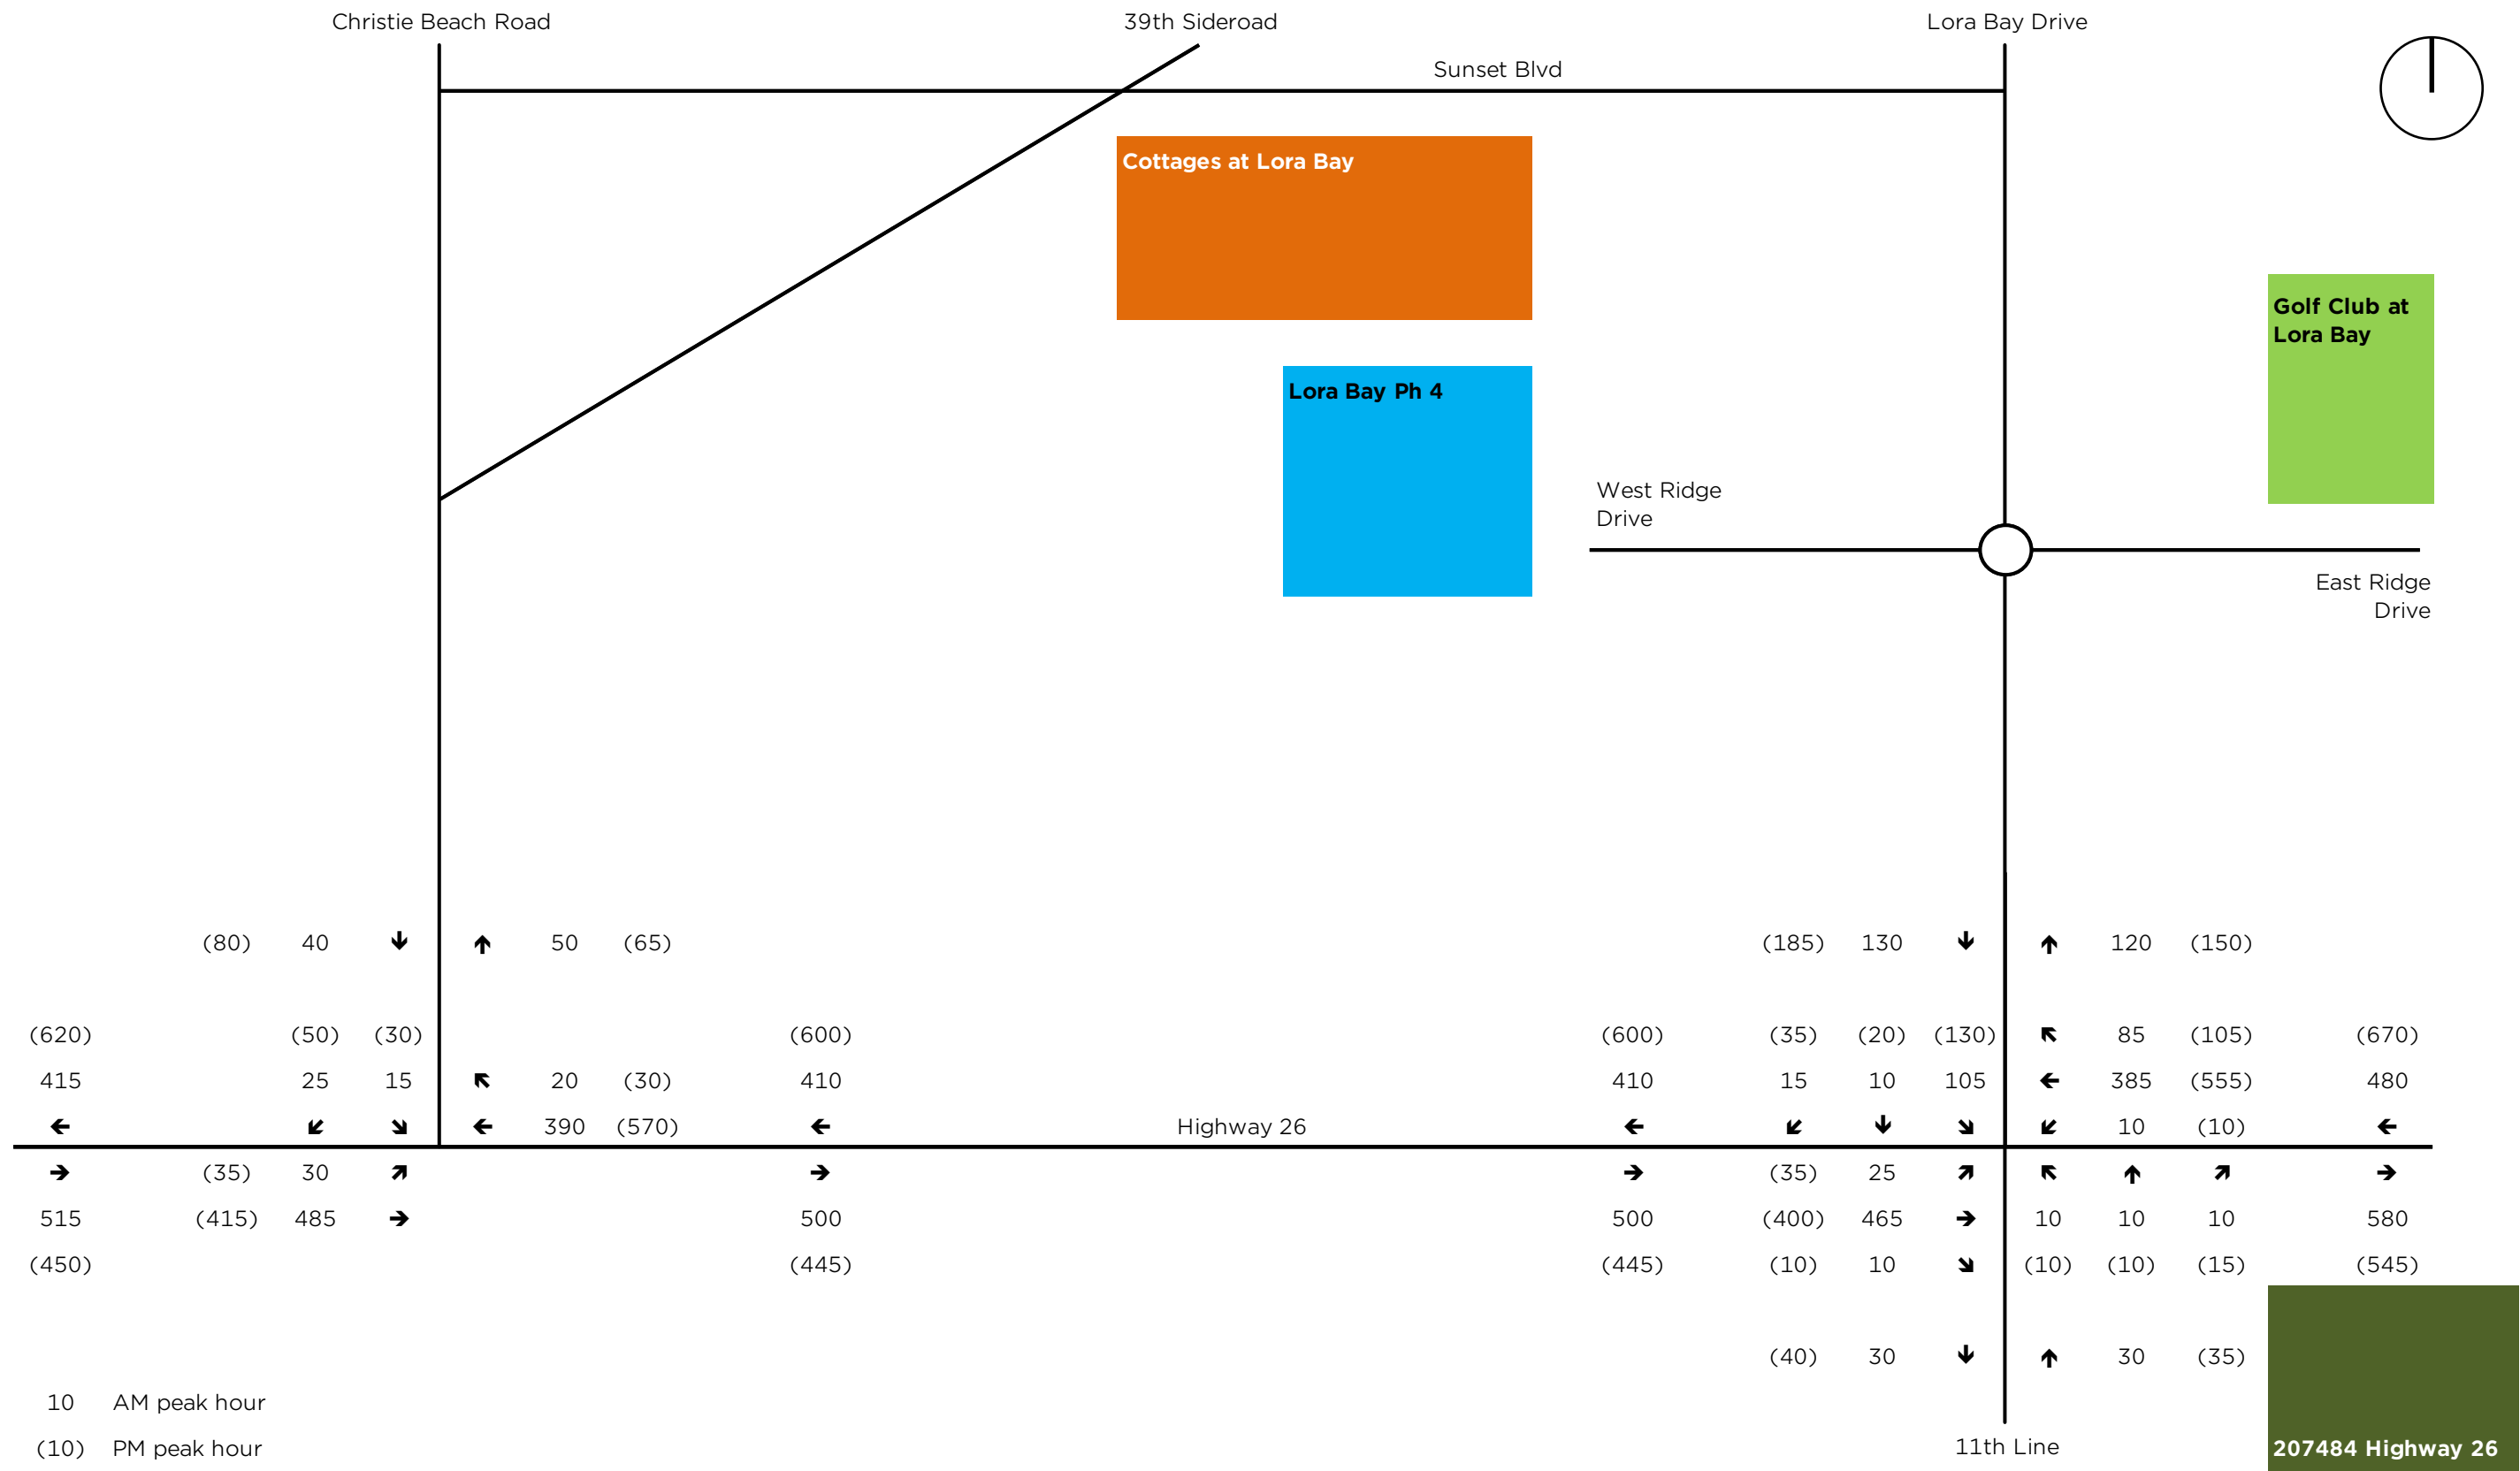 Christie Beach Road 39th Sideroad Lora Bay Drive
Sunset Blvd
Cottages at Lora Bay
Golf Club at
Lora Bay
Lora Bay Ph 4
West Ridge
Drive
East Ridge
Drive
(80) 40 50 (65) (185) 130 120 (150)
(620) (50) (30) (600) (600) (35) (20) (130) 85 (105) (670)
415 25 15 20 (30) 410 410 15 10 105 385 (555) 480
390 (570) Highway 26 10 (10)
(35) 30 (35) 25
515 (415) 485 500 500 (400) 465 10 10 10 580
(450) (445) (445) (10) 10 (10) (10) (15) (545)
(40) 30 30 (35)
10 AM peak hour
(10) PM peak hour
11th Line
207484 Highway 26